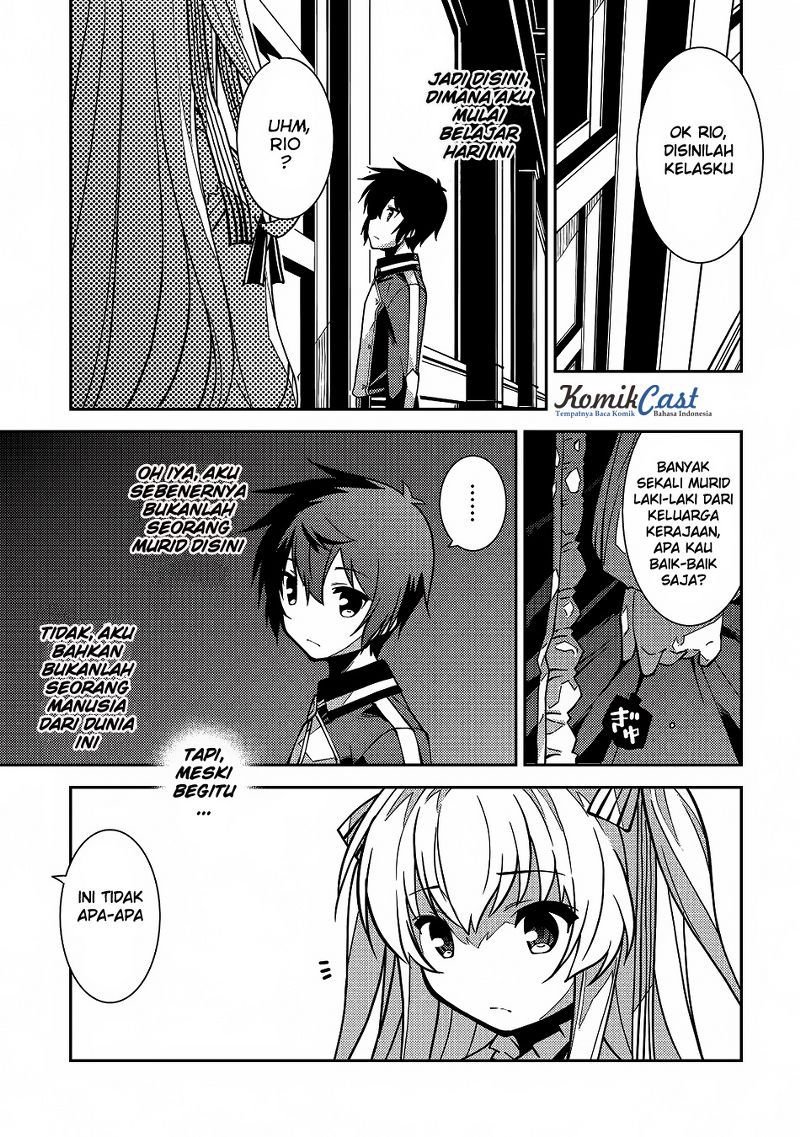 OK RIO,
DISINILAH
KELASKU
JADI DISINI,
DIMANA AKU
MULAI
BELAJAR
HARI INI
UHM,
RIO
?
KomikCast
Tempatnya Baca Komik Bahasa Indonesia
BANYAK
SEKALI MURID
LAKI-LAKI DARI
KELUARGA
KERAJAAN,
APA KAU
BAIK-BAIK
SAJA?
ぎゅ
......
OH IYA, AKU
SEBENERNYA
BUKANLAH
SEORANG
MURID DISINI
TIDAK, AKU
BAHKAN
BUKANLAH
SEORANG
MANUSIA
DARI DUNIA
INI
TAPI,
MESKI
BEGITU
...
INI TIDAK
APA-APA